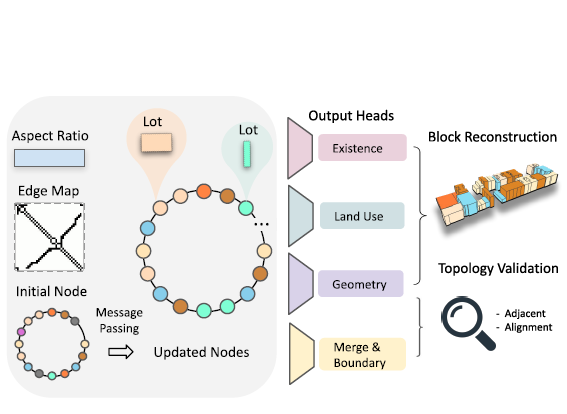 Aspect Ratio
Edge Map
Initial Node
Message
Passing
Updated Nodes
Lot
Lot
...
Output Heads
Existence
Land Use
Geometry
Merge &
Boundary
Block Reconstruction
Topology Validation
- Adjacent
- Alignment